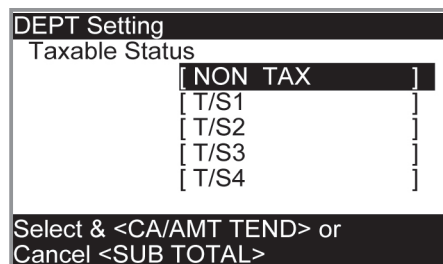 DEPT Setting
Taxable Status
[ NON TAX ]
[ T/S1 ]
[ T/S2 ]
[ T/S3 ]
[ T/S4 ]
Select & <CA/AMT TEND> or
Cancel <SUB TOTAL>